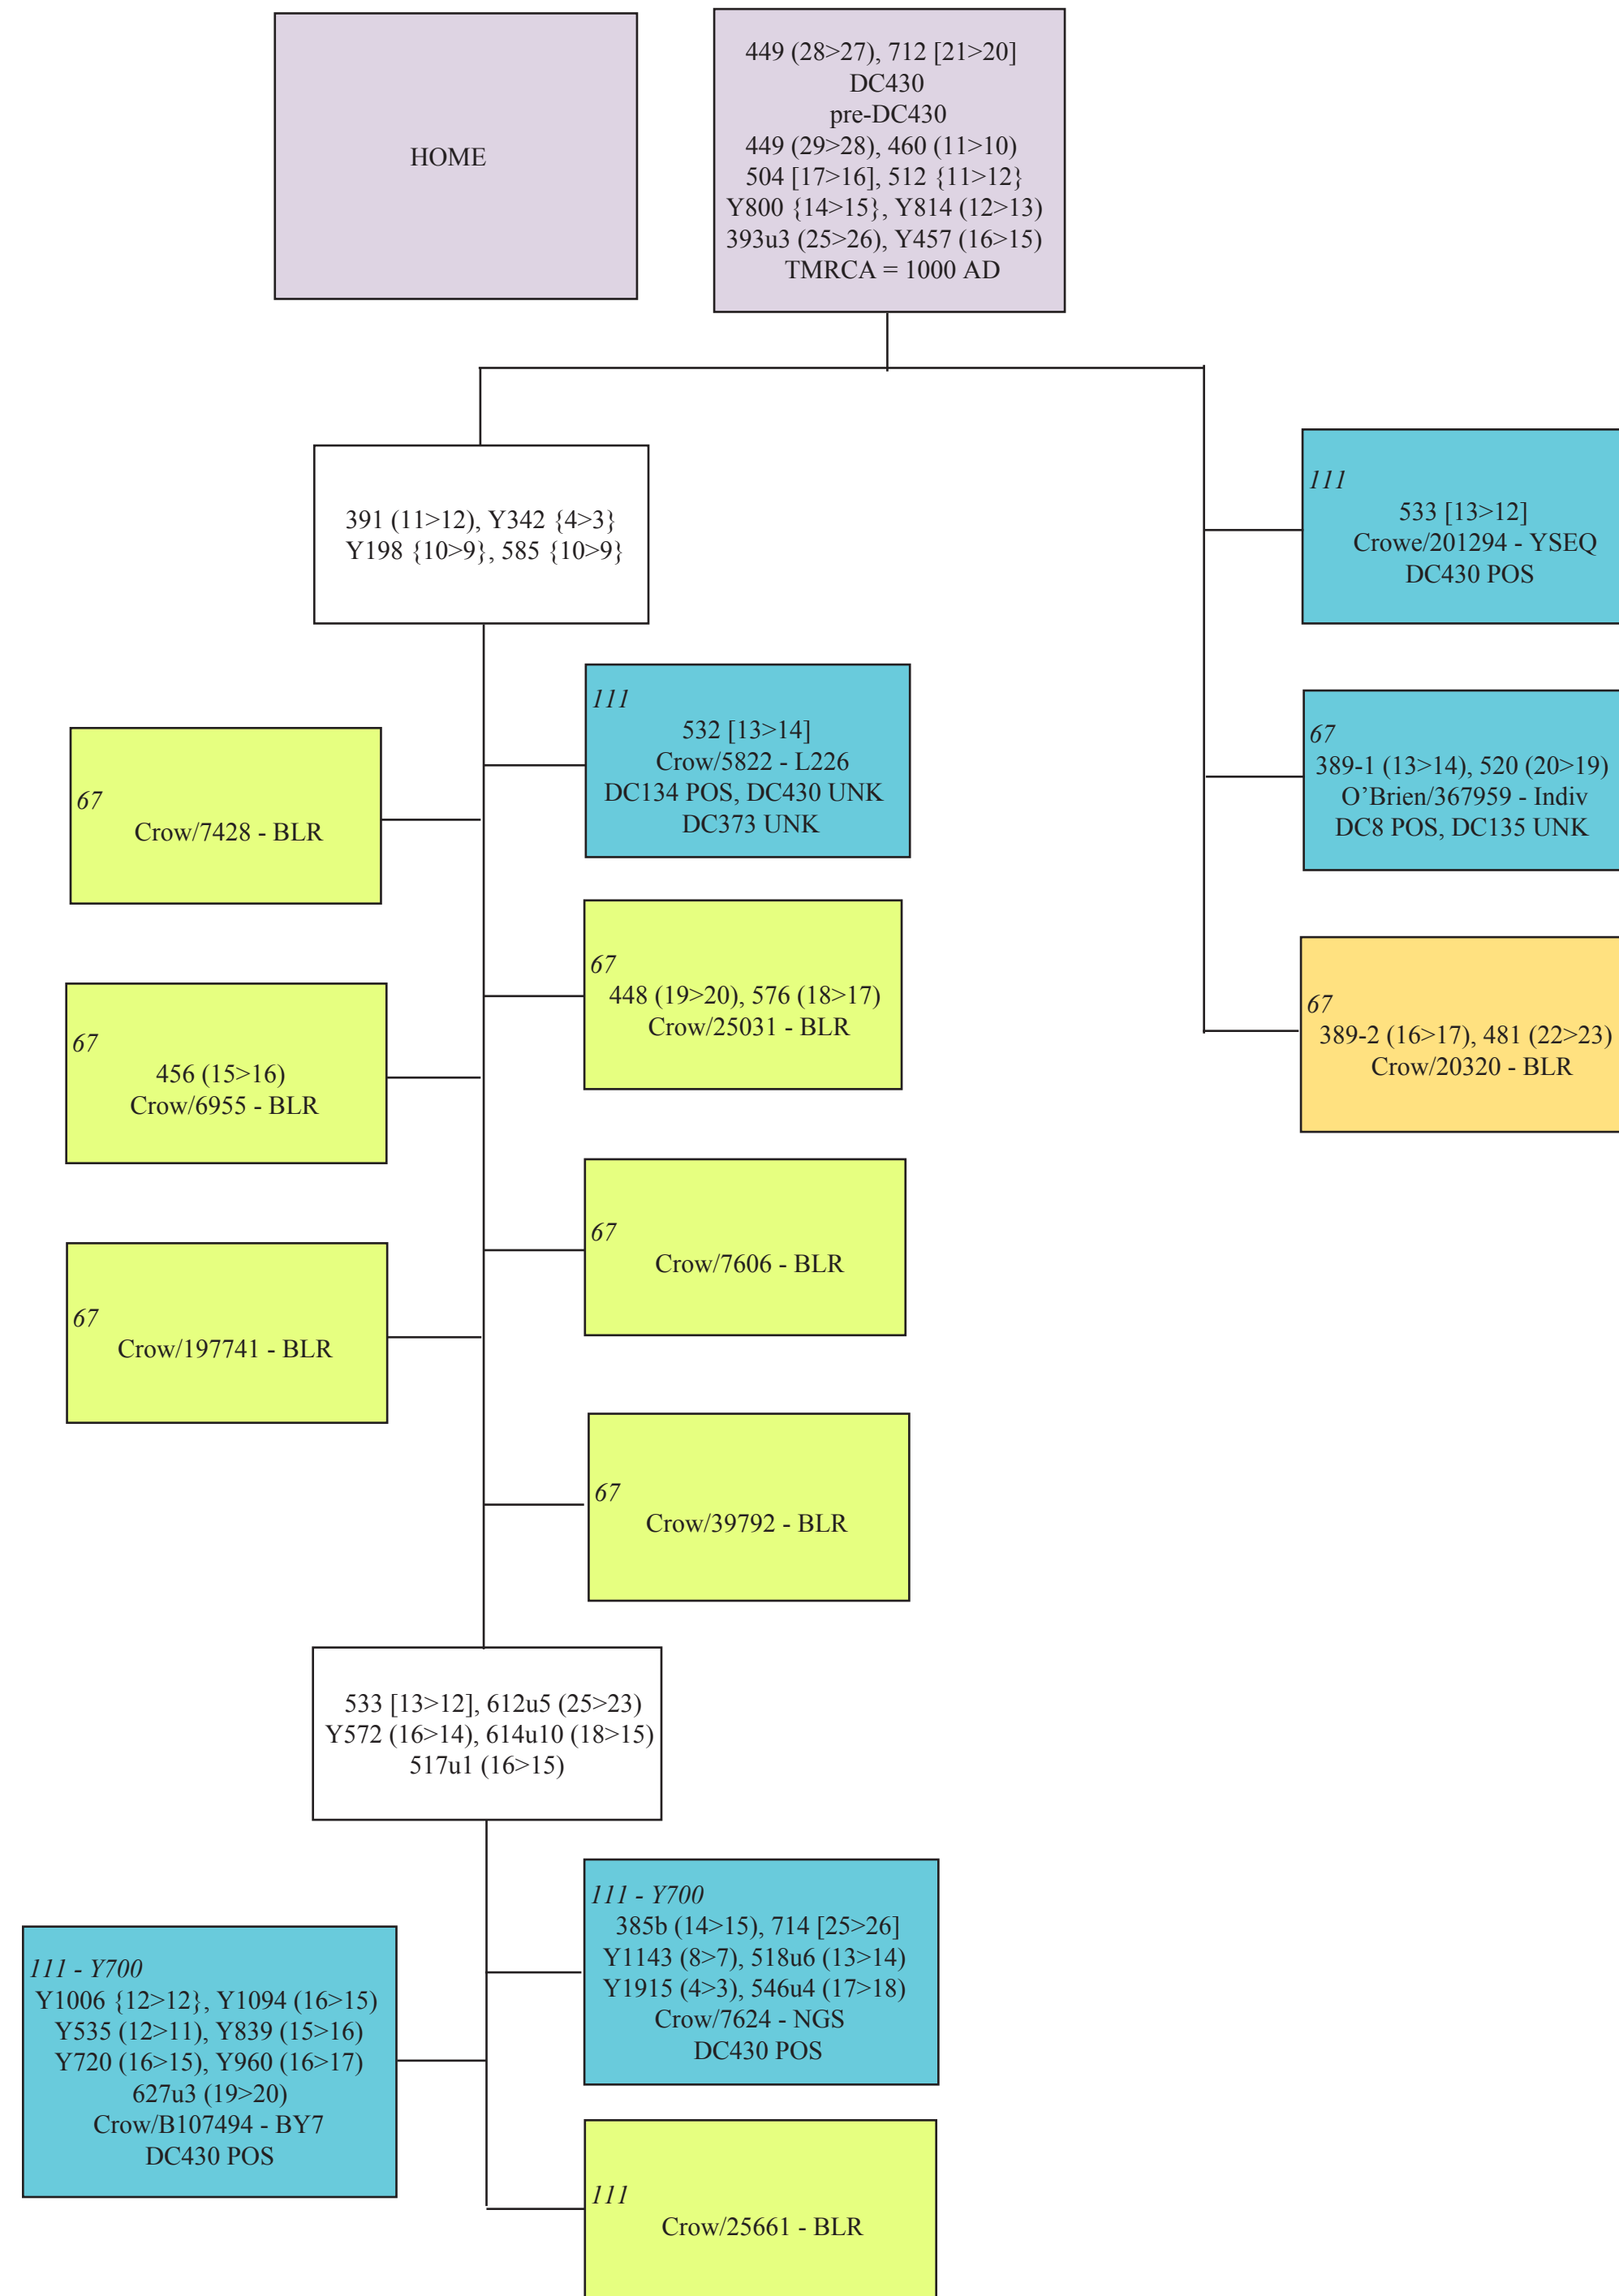 HOME
449 (28>27), 712 [21>20]
DC430
pre-DC430
449 (29>28), 460 (11>10)
504 [17>16], 512 {11>12}
Y800 {14>15}, Y814 (12>13)
393u3 (25>26), Y457 (16>15)
TMRCA = 1000 AD
391 (11>12), Y342 {4>3}
Y198 {10>9}, 585 {10>9}
111
533 [13>12]
Crowe/201294 - YSEQ
DC430 POS
111
532 [13>14]
Crow/5822 - L226
DC134 POS, DC430 UNK
DC373 UNK
67
389-1 (13>14), 520 (20>19)
O’Brien/367959 - Indiv
DC8 POS, DC135 UNK
67
Crow/7428 - BLR
67
448 (19>20), 576 (18>17)
Crow/25031 - BLR
67
389-2 (16>17), 481 (22>23)
Crow/20320 - BLR
67
456 (15>16)
Crow/6955 - BLR
67
Crow/7606 - BLR
67
Crow/197741 - BLR
67
Crow/39792 - BLR
533 [13>12], 612u5 (25>23)
Y572 (16>14), 614u10 (18>15)
517u1 (16>15)
111 - Y700
385b (14>15), 714 [25>26]
Y1143 (8>7), 518u6 (13>14)
Y1915 (4>3), 546u4 (17>18)
Crow/7624 - NGS
DC430 POS
111 - Y700
Y1006 {12>12}, Y1094 (16>15)
Y535 (12>11), Y839 (15>16)
Y720 (16>15), Y960 (16>17)
627u3 (19>20)
Crow/B107494 - BY7
DC430 POS
111
Crow/25661 - BLR